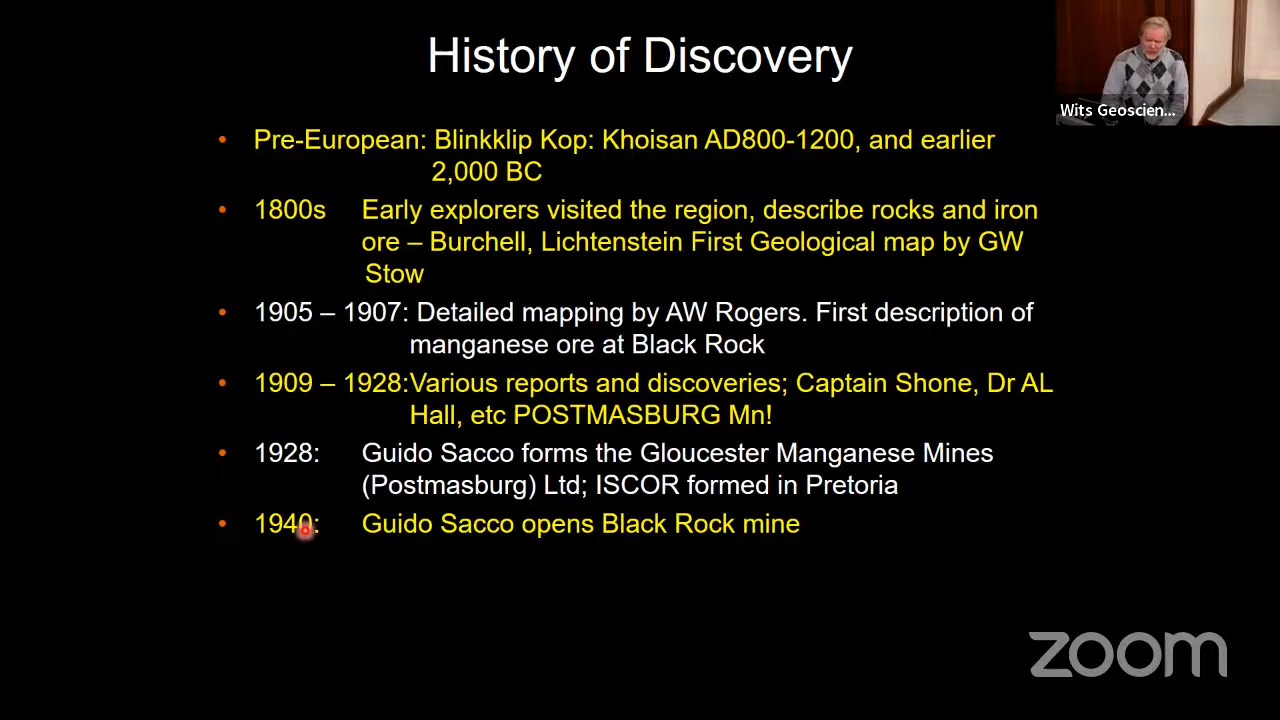 History of Discovery
Wits Geoscien...
• Pre-European: Blinkklip Kop: Khoisan AD800-1200, and earlier
2,000 BC
• 1800s Early explorers visited the region, describe rocks and iron
ore – Burchell, Lichtenstein First Geological map by GW
Stow
• 1905 – 1907: Detailed mapping by AW Rogers. First description of
manganese ore at Black Rock
• 1909 – 1928:Various reports and discoveries; Captain Shone, Dr AL
Hall, etc POSTMASBURG Mn!
• 1928: Guido Sacco forms the Gloucester Manganese Mines
(Postmasburg) Ltd; ISCOR formed in Pretoria
• 1940: Guido Sacco opens Black Rock mine
zoom